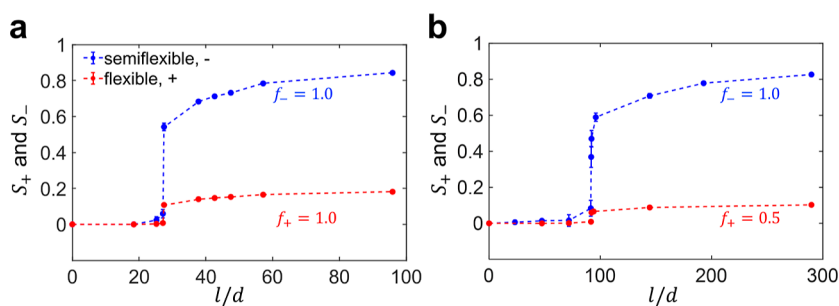 a
b
S₊ and S₋
1
0.8
0.6
0.4
0.2
0
semiflexible, -
flexible, +
f₋ = 1.0
f₊ = 1.0
0 20 40 60 80 100
l/d
S₊ and S₋
1
0.8
0.6
0.4
0.2
0
f₋ = 1.0
f₊ = 0.5
0 100 200 300
l/d